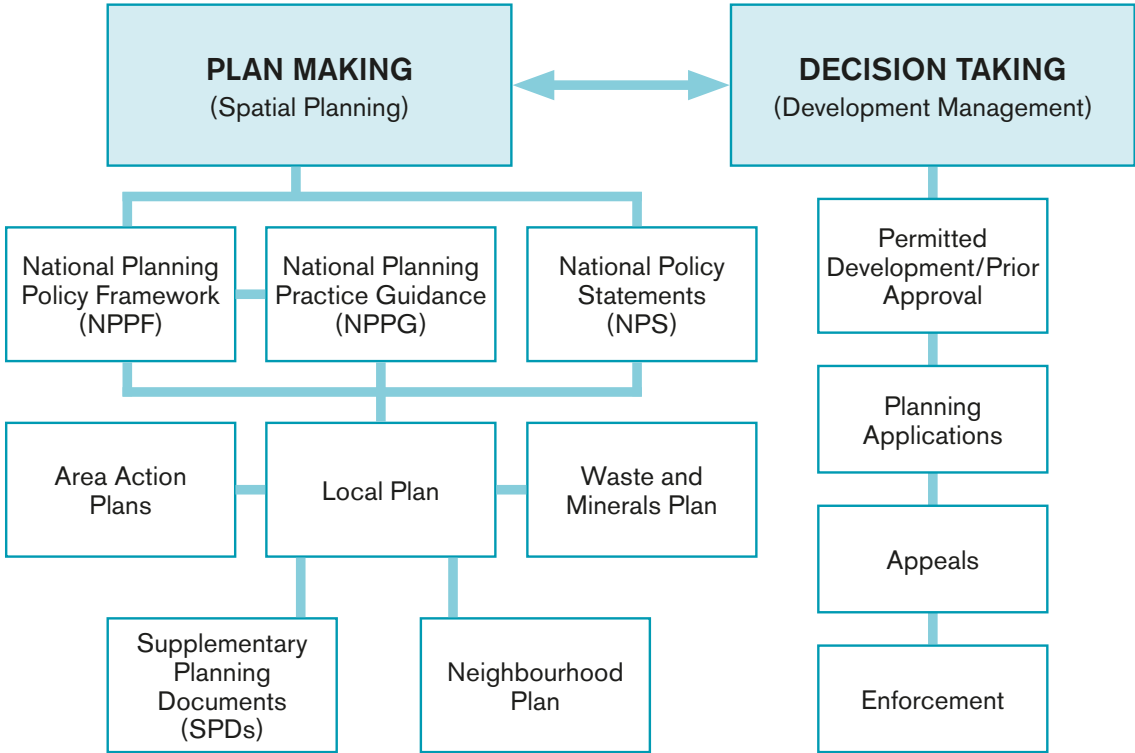 PLAN MAKING
(Spatial Planning)
DECISION TAKING
(Development Management)
National Planning
Policy Framework
(NPPF)
National Planning
Practice Guidance
(NPPG)
National Policy
Statements
(NPS)
Permitted
Development/Prior
Approval
Planning
Applications
Area Action
Plans
Local Plan
Waste and
Minerals Plan
Appeals
Supplementary
Planning
Documents
(SPDs)
Neighbourhood
Plan
Enforcement